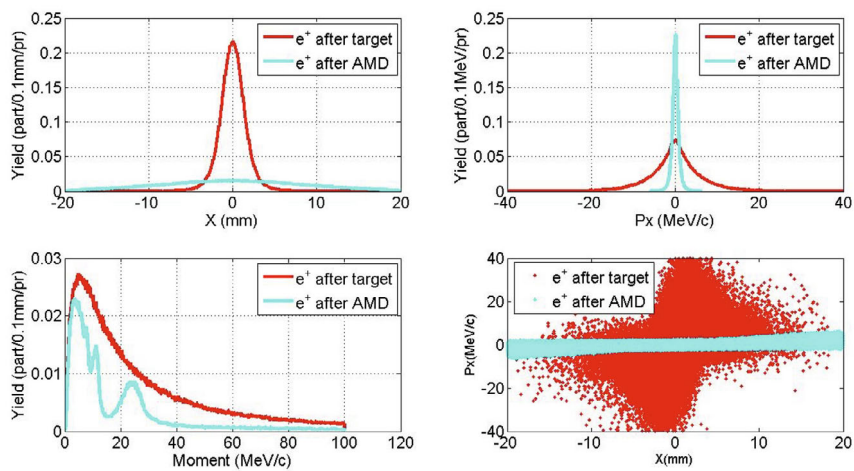 0.25
0.2
0.15
0.1
0.05
0
Yield (part/0.1mm/pr)
e+ after target
e+ after AMD
-20 -10 0 10 20
X (mm)
0.25
0.2
0.15
0.1
0.05
0
Yield (part/0.1MeV/pr)
e+ after target
e+ after AMD
-40 -20 0 20 40
Px (MeV/c)
0.03
0.02
0.01
0
Yield (part/0.1mm/pr)
e+ after target
e+ after AMD
0 20 40 60 80 100 120
Moment (MeV/c)
40
20
0
-20
-40
Px(MeV/c)
e+ after target
e+ after AMD
-20 -10 0 10 20
X(mm)